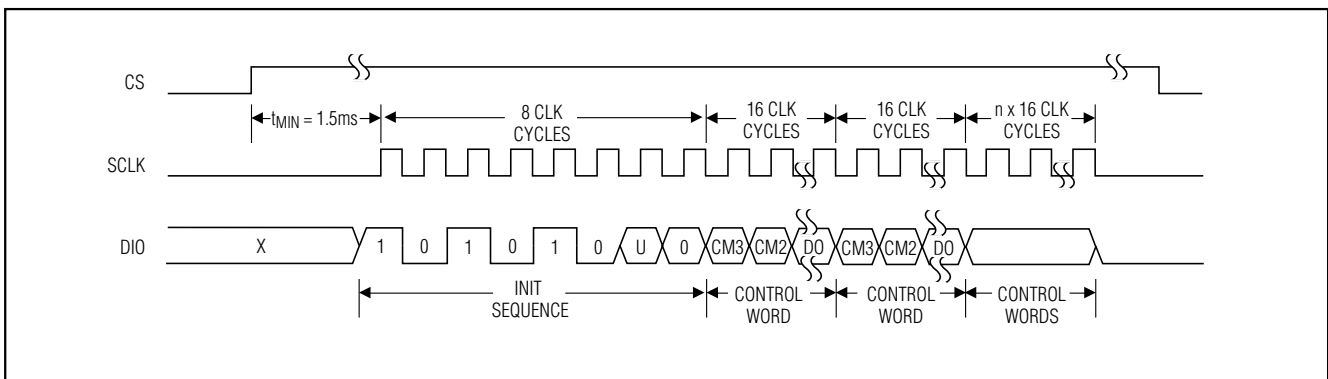 CS
tMIN = 1.5ms
8 CLK
CYCLES
16 CLK
CYCLES
16 CLK
CYCLES
n x 16 CLK
CYCLES
SCLK
DIO
X 1 0 1 0 1 0 U 0 CM3 CM2 D0 CM3 CM2 D0
INIT
SEQUENCE
CONTROL
WORD
CONTROL
WORD
CONTROL
WORDS